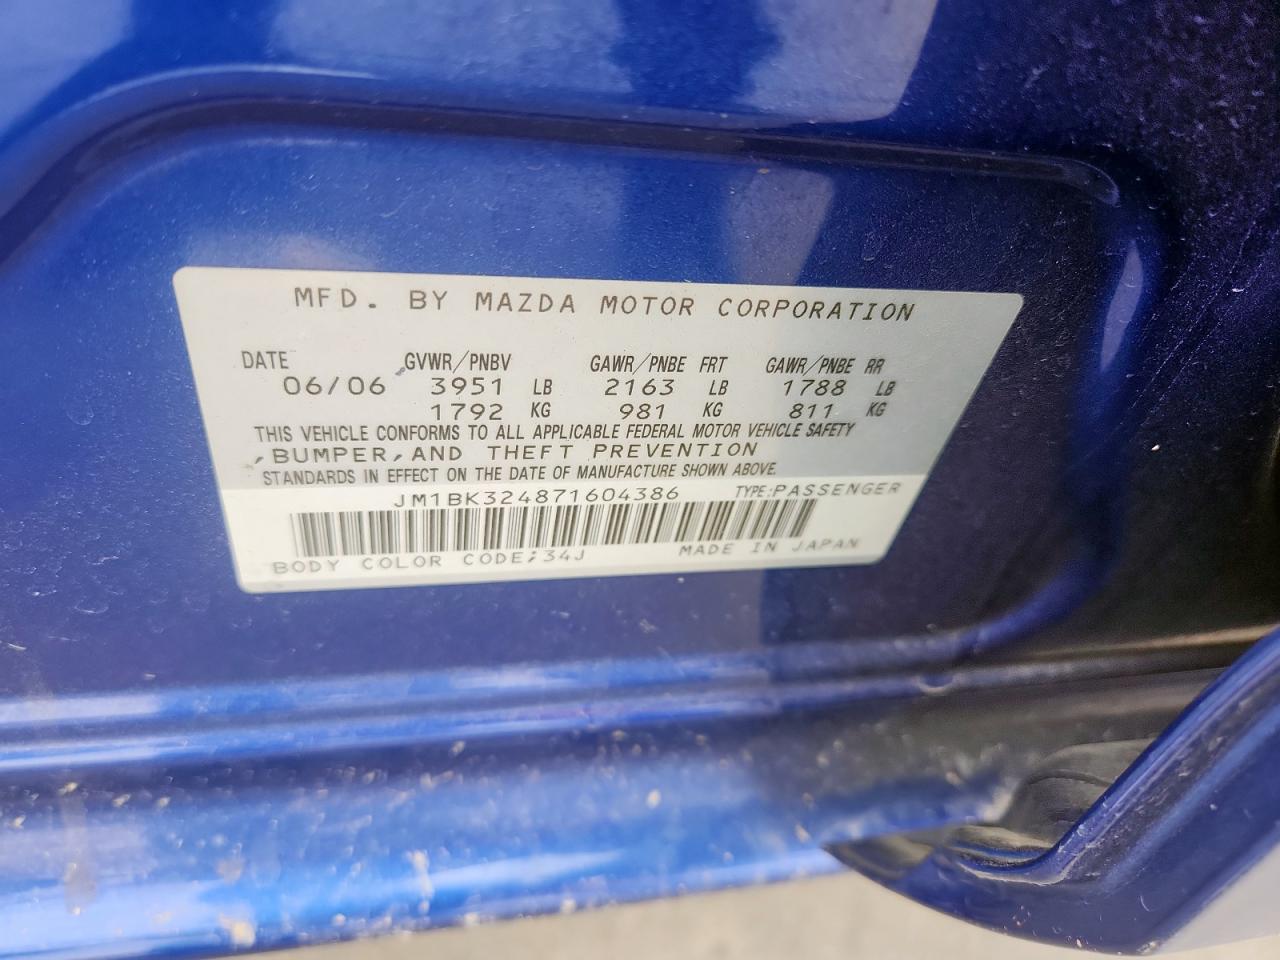 MFD. BY MAZDA MOTOR CORPORATION
DATE GVWR/PNBV GAWR/PNBE FRT GAWR/PNBE RR
06/06 3951 LB 2163 LB 1788 LB
1792 KG 981 KG 811 KG
THIS VEHICLE CONFORMS TO ALL APPLICABLE FEDERAL MOTOR VEHICLE SAFETY
,BUMPER,AND THEFT PREVENTION
STANDARDS IN EFFECT ON THE DATE OF MANUFACTURE SHOWN ABOVE.
JM1BK324871604386 TYPE:PASSENGER
BODY COLOR CODE;34J MADE IN JAPAN